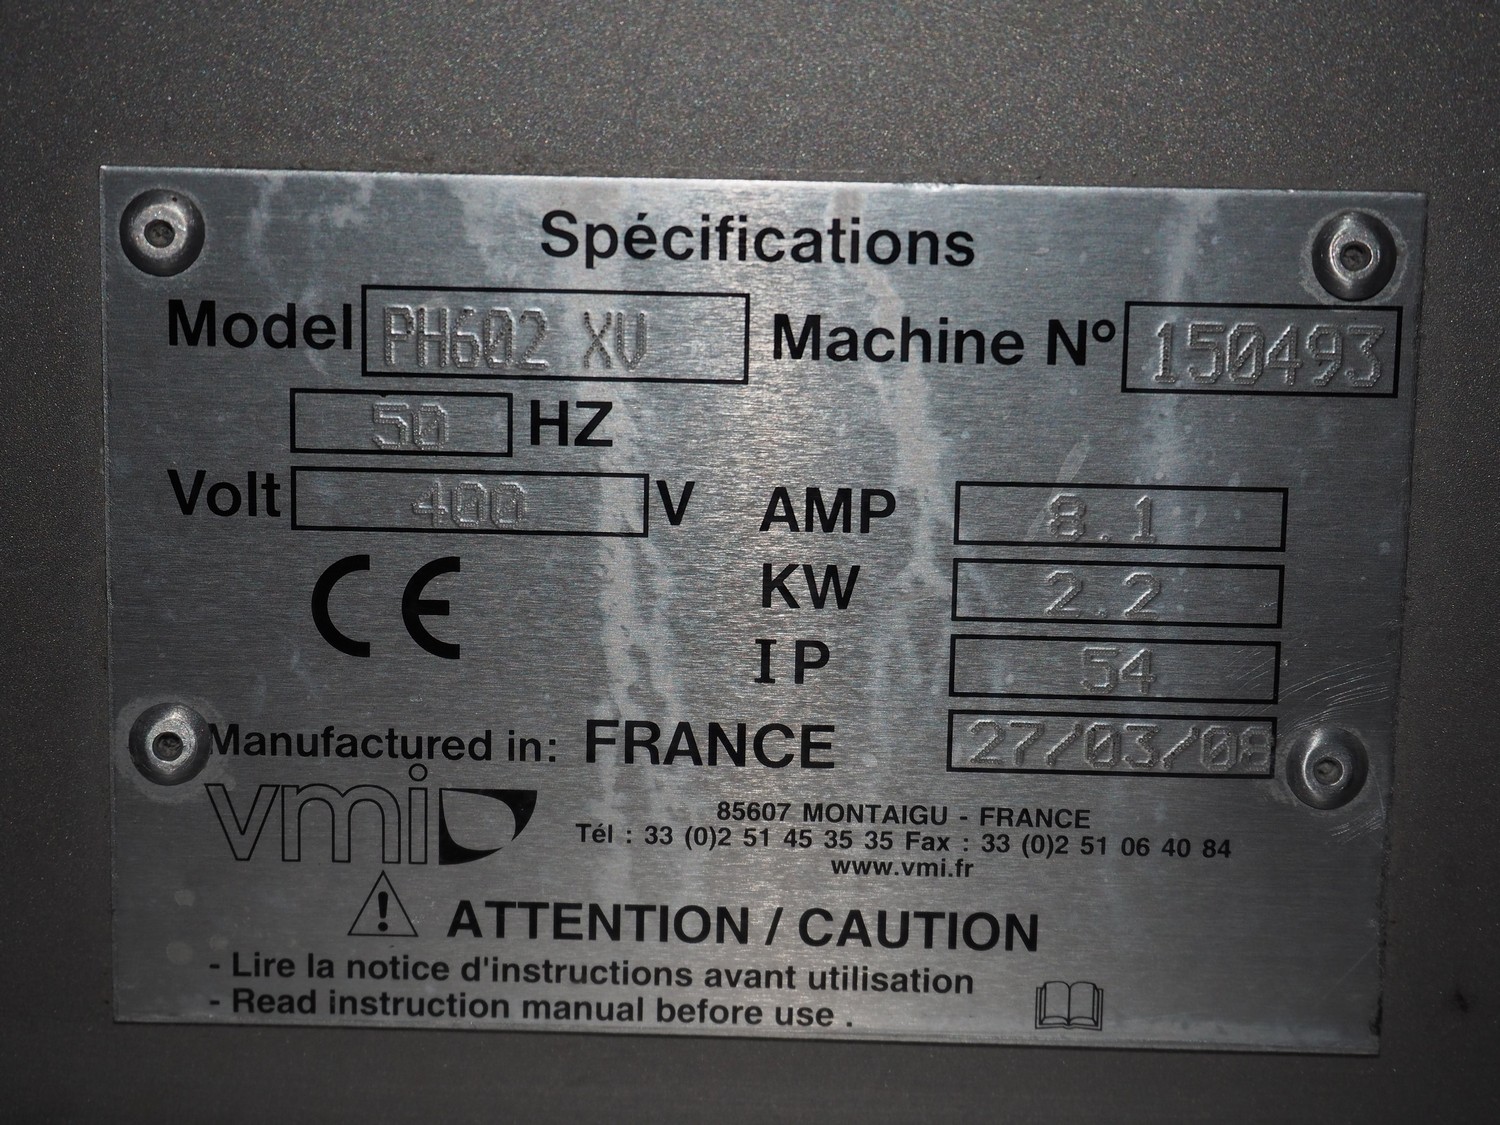 Spécifications
Model PH602 XV Machine N° 150493
50 HZ
Volt 400 V AMP 8.1
KW 2.2
IP 54
Manufactured in: FRANCE 27/03/08
vmi
85607 MONTAIGU - FRANCE
Tél : 33 (0)2 51 45 35 35 Fax : 33 (0)2 51 06 40 84
www.vmi.fr
ATTENTION / CAUTION
- Lire la notice d'instructions avant utilisation
- Read instruction manual before use .